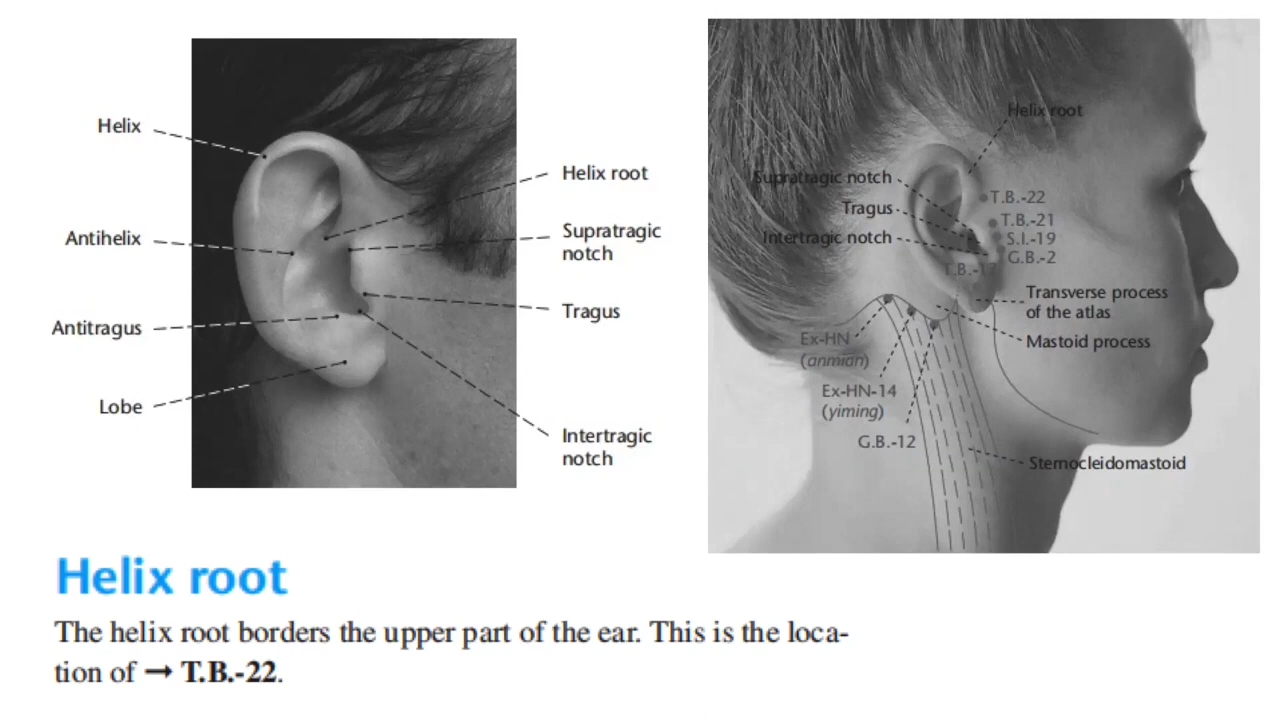 Helix
Antihelix
Antitragus
Lobe
Helix root
Supratragic
notch
Tragus
Intertragic
notch
Helix root
Supratragic notch
Tragus
Intertragic notch
T.B.-22
T.B.-21
S.I.-19
G.B.-2
T.B.-17
Transverse process
of the atlas
Mastoid process
Ex-HN
(anmian)
Ex-HN-14
(yiming)
G.B.-12
Sternocleidomastoid
Helix root
The helix root borders the upper part of the ear. This is the loca-
tion of → T.B.-22.